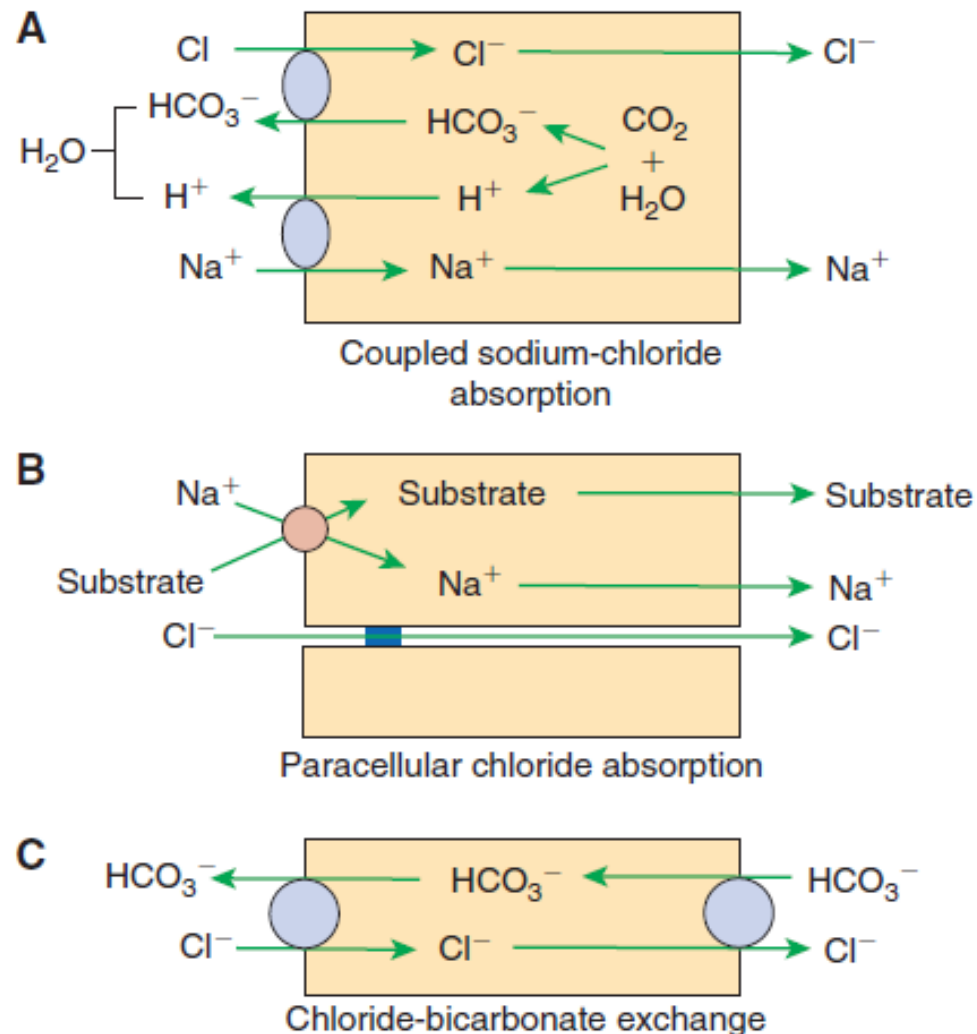 A
Cl Cl⁻ Cl⁻
HCO₃⁻ HCO₃⁻ CO₂
H₂O +
H⁺ H⁺ H₂O
Na⁺ Na⁺ Na⁺
Coupled sodium-chloride
absorption
B
Na⁺ Substrate Substrate
Substrate Na⁺ Na⁺
Cl⁻ Cl⁻
Paracellular chloride absorption
C
HCO₃⁻ HCO₃⁻ HCO₃⁻
Cl⁻ Cl⁻ Cl⁻
Chloride-bicarbonate exchange